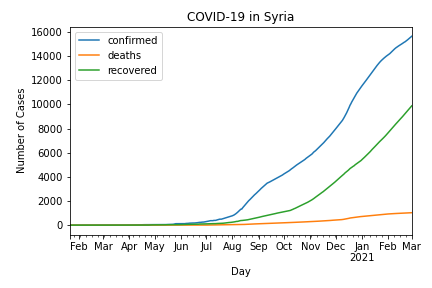 COVID-19 in Syria
confirmed
deaths
recovered
Number of Cases
16000
14000
12000
10000
8000
6000
4000
2000
0
Feb Mar Apr May Jun Jul Aug Sep Oct Nov Dec Jan Feb Mar
2021
Day